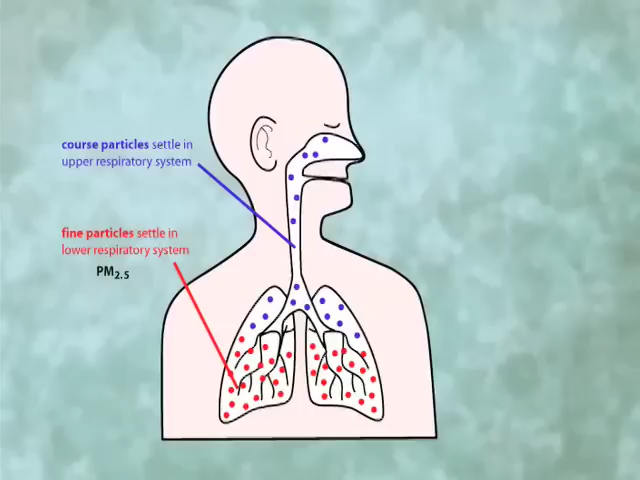 course particles settle in
upper respiratory system
fine particles settle in
lower respiratory system
PM2.5